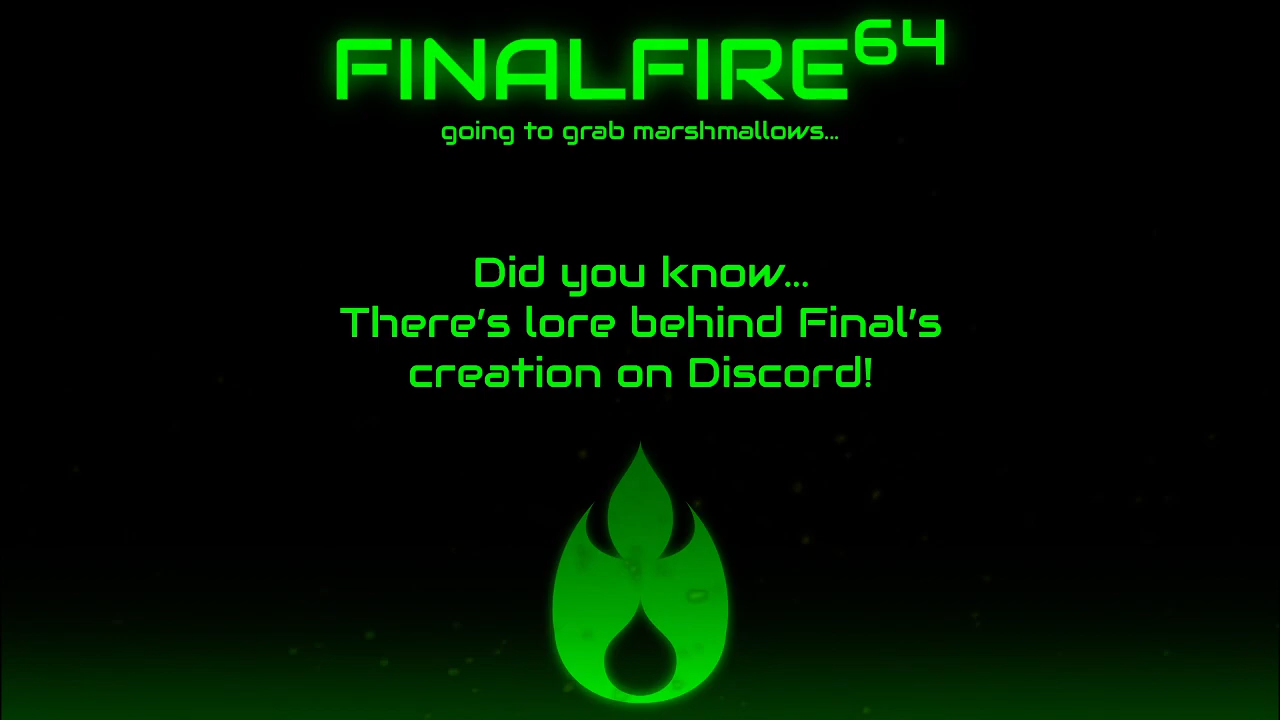 FINALFIRE64
going to grab marshmallows...
Did you know...
There's lore behind Final's
creation on Discord!